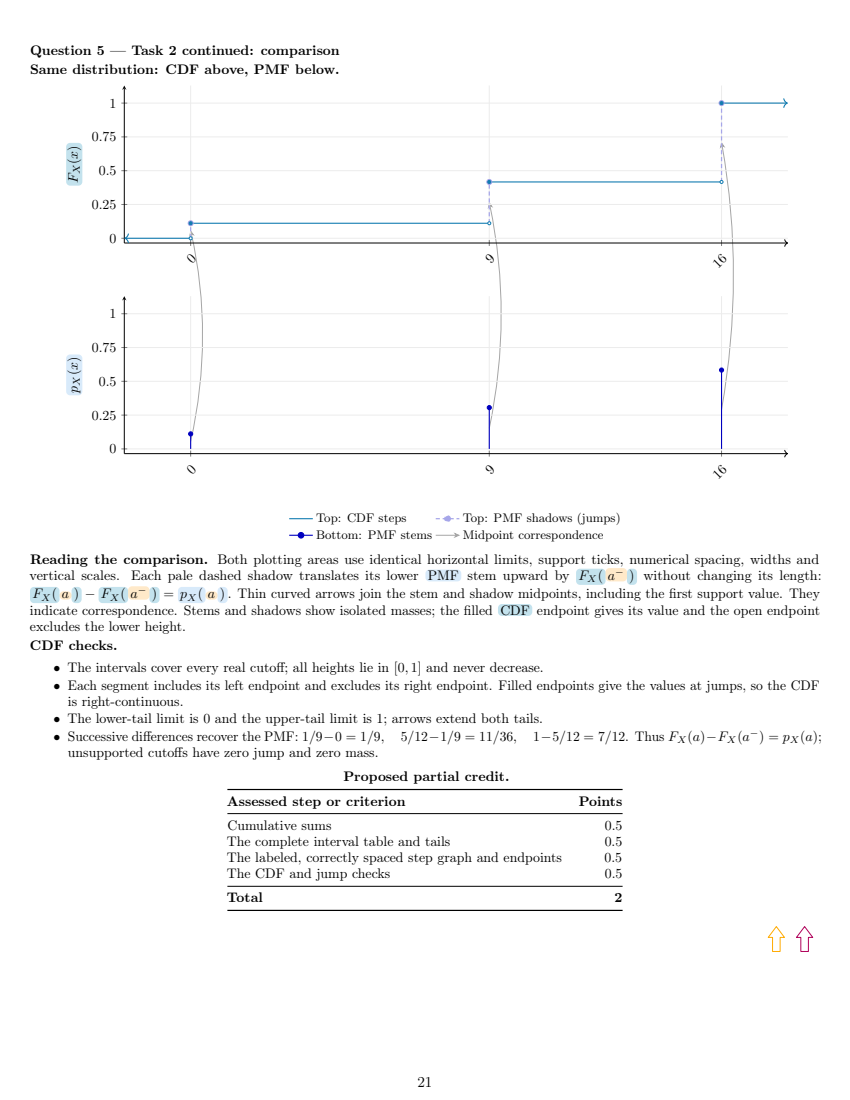 Question 5 — Task 2 continued: comparison
Same distribution: CDF above, PMF below.
1
0.75
0.5
0.25
0
F_X(x)
0
9
16
1
0.75
0.5
0.25
0
p_X(x)
0
9
16
Top: CDF steps
Top: PMF shadows (jumps)
Bottom: PMF stems
Midpoint correspondence
Reading the comparison. Both plotting areas use identical horizontal limits, support ticks, numerical spacing, widths and
vertical scales. Each pale dashed shadow translates its lower PMF stem upward by F_X(a⁻) without changing its length:
F_X(a) − F_X(a⁻) = p_X(a). Thin curved arrows join the stem and shadow midpoints, including the first support value. They
indicate correspondence. Stems and shadows show isolated masses; the filled CDF endpoint gives its value and the open endpoint
excludes the lower height.
CDF checks.
• The intervals cover every real cutoff; all heights lie in [0, 1] and never decrease.
• Each segment includes its left endpoint and excludes its right endpoint. Filled endpoints give the values at jumps, so the CDF
is right-continuous.
• The lower-tail limit is 0 and the upper-tail limit is 1; arrows extend both tails.
• Successive differences recover the PMF: 1/9−0 = 1/9, 5/12−1/9 = 11/36, 1−5/12 = 7/12. Thus F_X(a)−F_X(a⁻) = p_X(a);
unsupported cutoffs have zero jump and zero mass.
Proposed partial credit.
Assessed step or criterion Points
Cumulative sums 0.5
The complete interval table and tails 0.5
The labeled, correctly spaced step graph and endpoints 0.5
The CDF and jump checks 0.5
Total 2
21